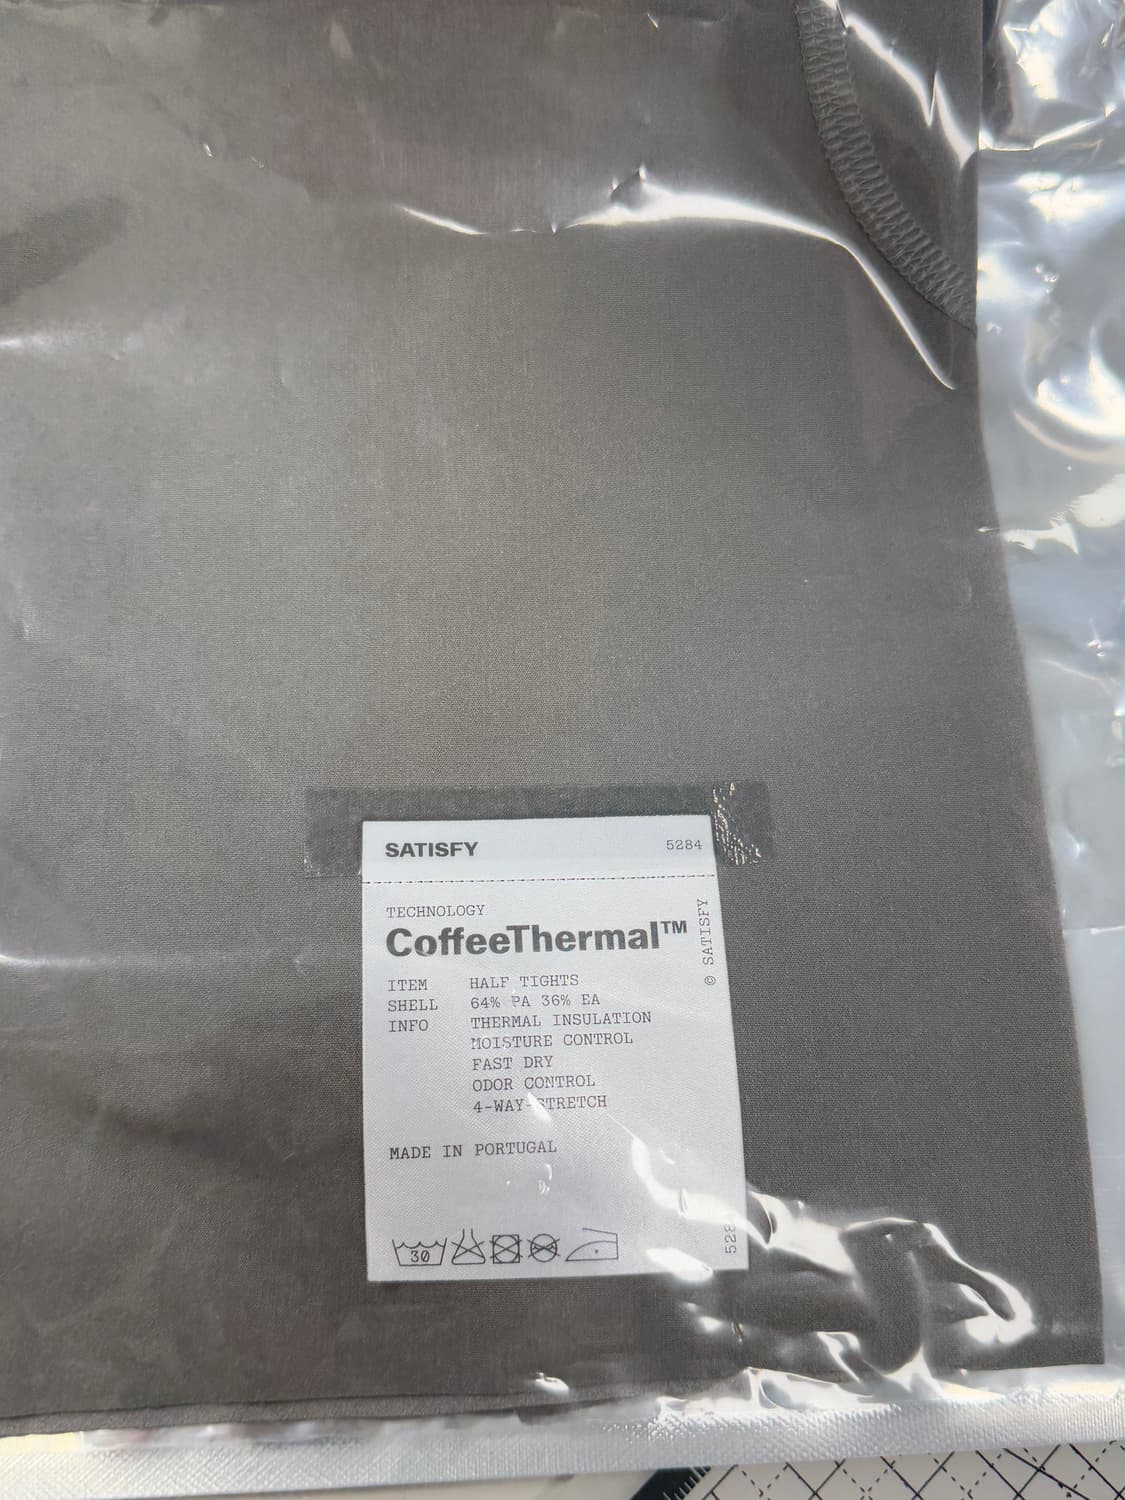 SATISFY 5284
TECHNOLOGY
CoffeeThermal™
© SATISFY
ITEM HALF TIGHTS
SHELL 64% PA 36% EA
INFO THERMAL INSULATION
MOISTURE CONTROL
FAST DRY
ODOR CONTROL
4-WAY-STRETCH
MADE IN PORTUGAL
30